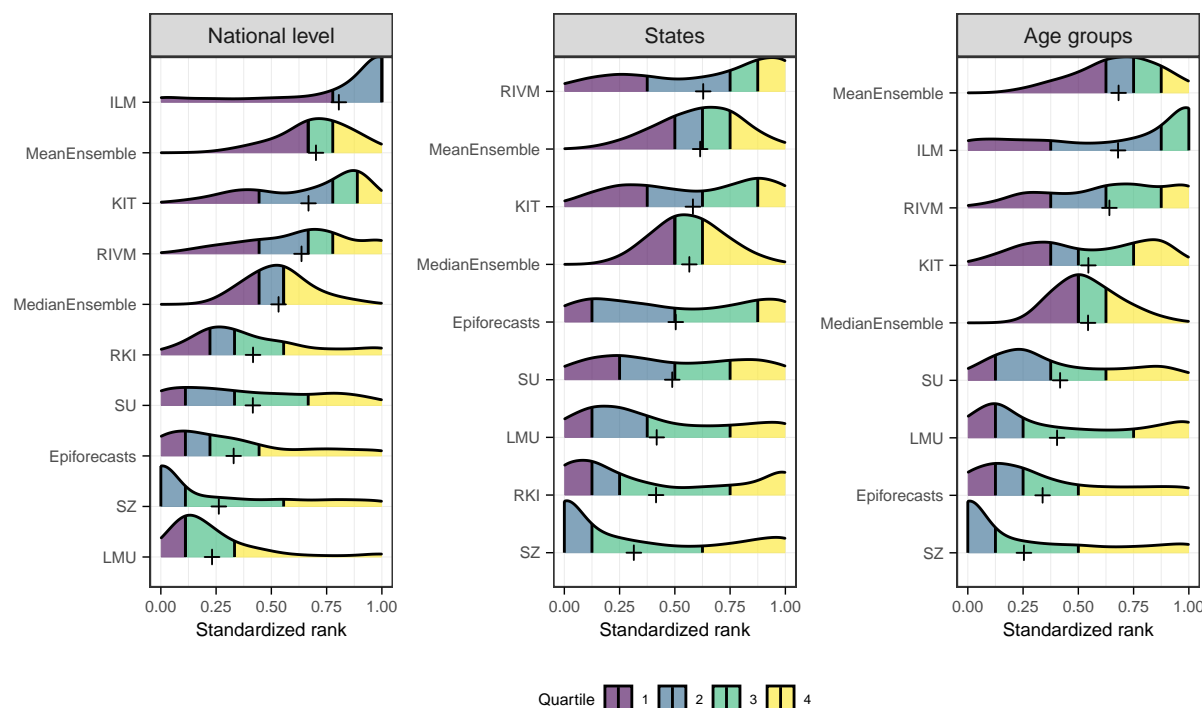 National level
ILM
MeanEnsemble
KIT
RIVM
MedianEnsemble
RKI
SU
Epiforecasts
SZ
LMU
0.00 0.25 0.50 0.75 1.00
Standardized rank
States
RIVM
MeanEnsemble
KIT
MedianEnsemble
Epiforecasts
SU
LMU
RKI
SZ
0.00 0.25 0.50 0.75 1.00
Standardized rank
Age groups
MeanEnsemble
ILM
RIVM
KIT
MedianEnsemble
SU
LMU
Epiforecasts
SZ
0.00 0.25 0.50 0.75 1.00
Standardized rank
Quartile 1 2 3 4